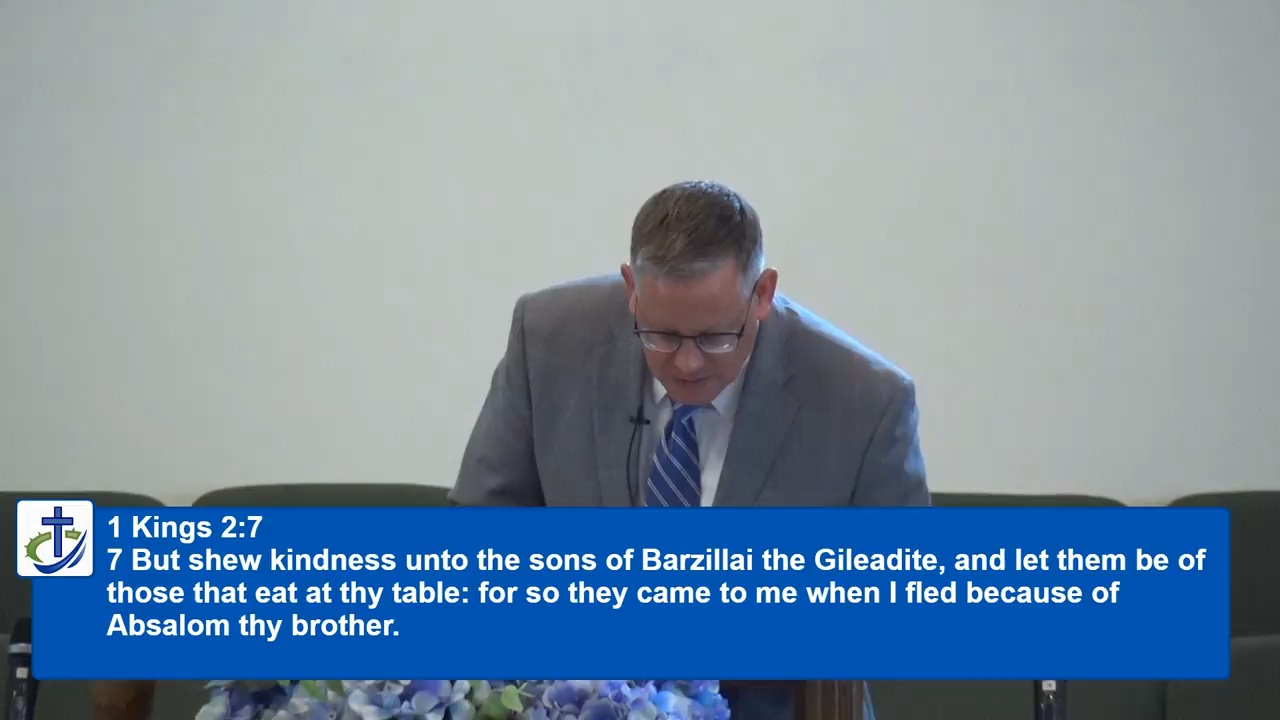 1 Kings 2:7
7 But shew kindness unto the sons of Barzillai the Gileadite, and let them be of
those that eat at thy table: for so they came to me when I fled because of
Absalom thy brother.